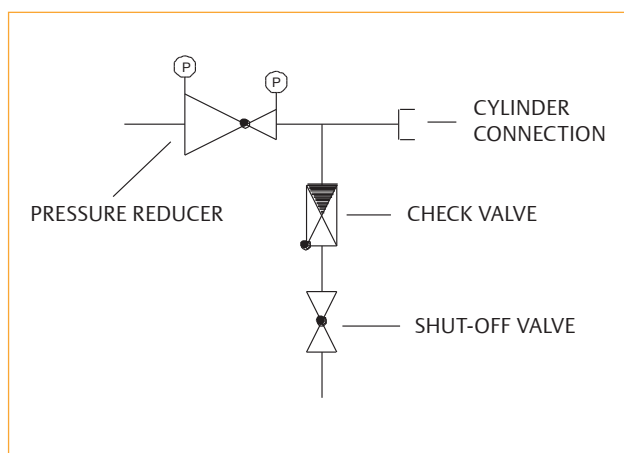 P
P
CYLINDER
CONNECTION
PRESSURE REDUCER
CHECK VALVE
SHUT-OFF VALVE